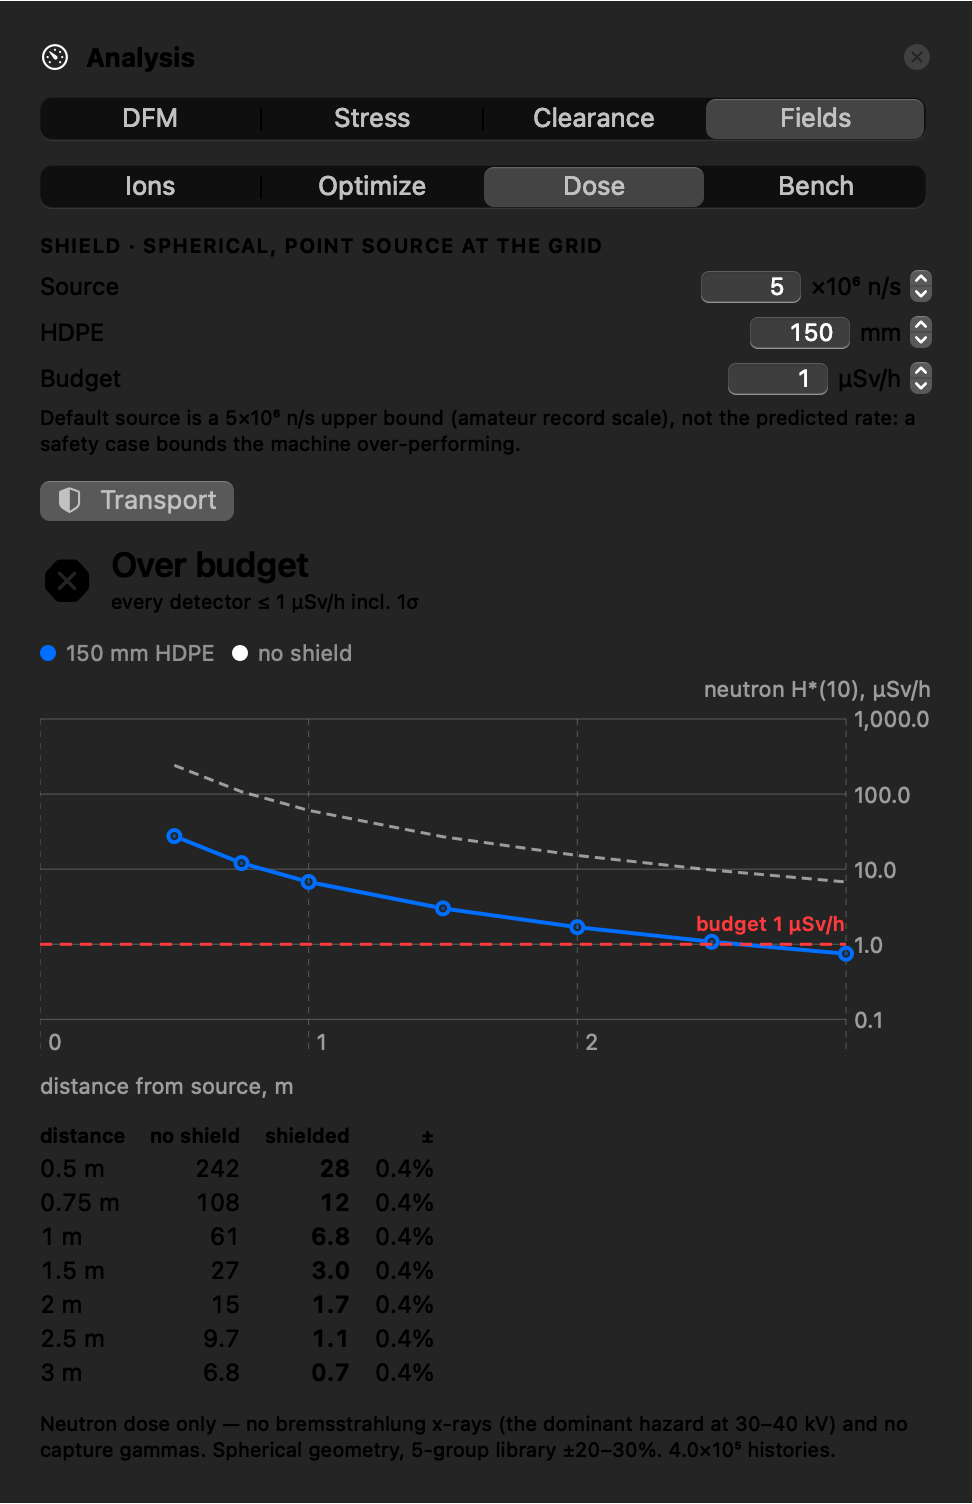 Analysis
DFM Stress Clearance Fields
Ions Optimize Dose Bench
SHIELD · SPHERICAL, POINT SOURCE AT THE GRID
Source 5 ×10⁶ n/s
HDPE 150 mm
Budget 1 µSv/h
Default source is a 5×10⁶ n/s upper bound (amateur record scale), not the predicted rate: a
safety case bounds the machine over-performing.
Transport
Over budget
every detector ≤ 1 µSv/h incl. 1σ
150 mm HDPE no shield
neutron H*(10), µSv/h
1,000.0
100.0
10.0
budget 1 µSv/h
1.0
0.1
0 1 2
distance from source, m
distance no shield shielded ±
0.5 m 242 28 0.4%
0.75 m 108 12 0.4%
1 m 61 6.8 0.4%
1.5 m 27 3.0 0.4%
2 m 15 1.7 0.4%
2.5 m 9.7 1.1 0.4%
3 m 6.8 0.7 0.4%
Neutron dose only — no bremsstrahlung x-rays (the dominant hazard at 30–40 kV) and no
capture gammas. Spherical geometry, 5-group library ±20–30%. 4.0×10⁵ histories.